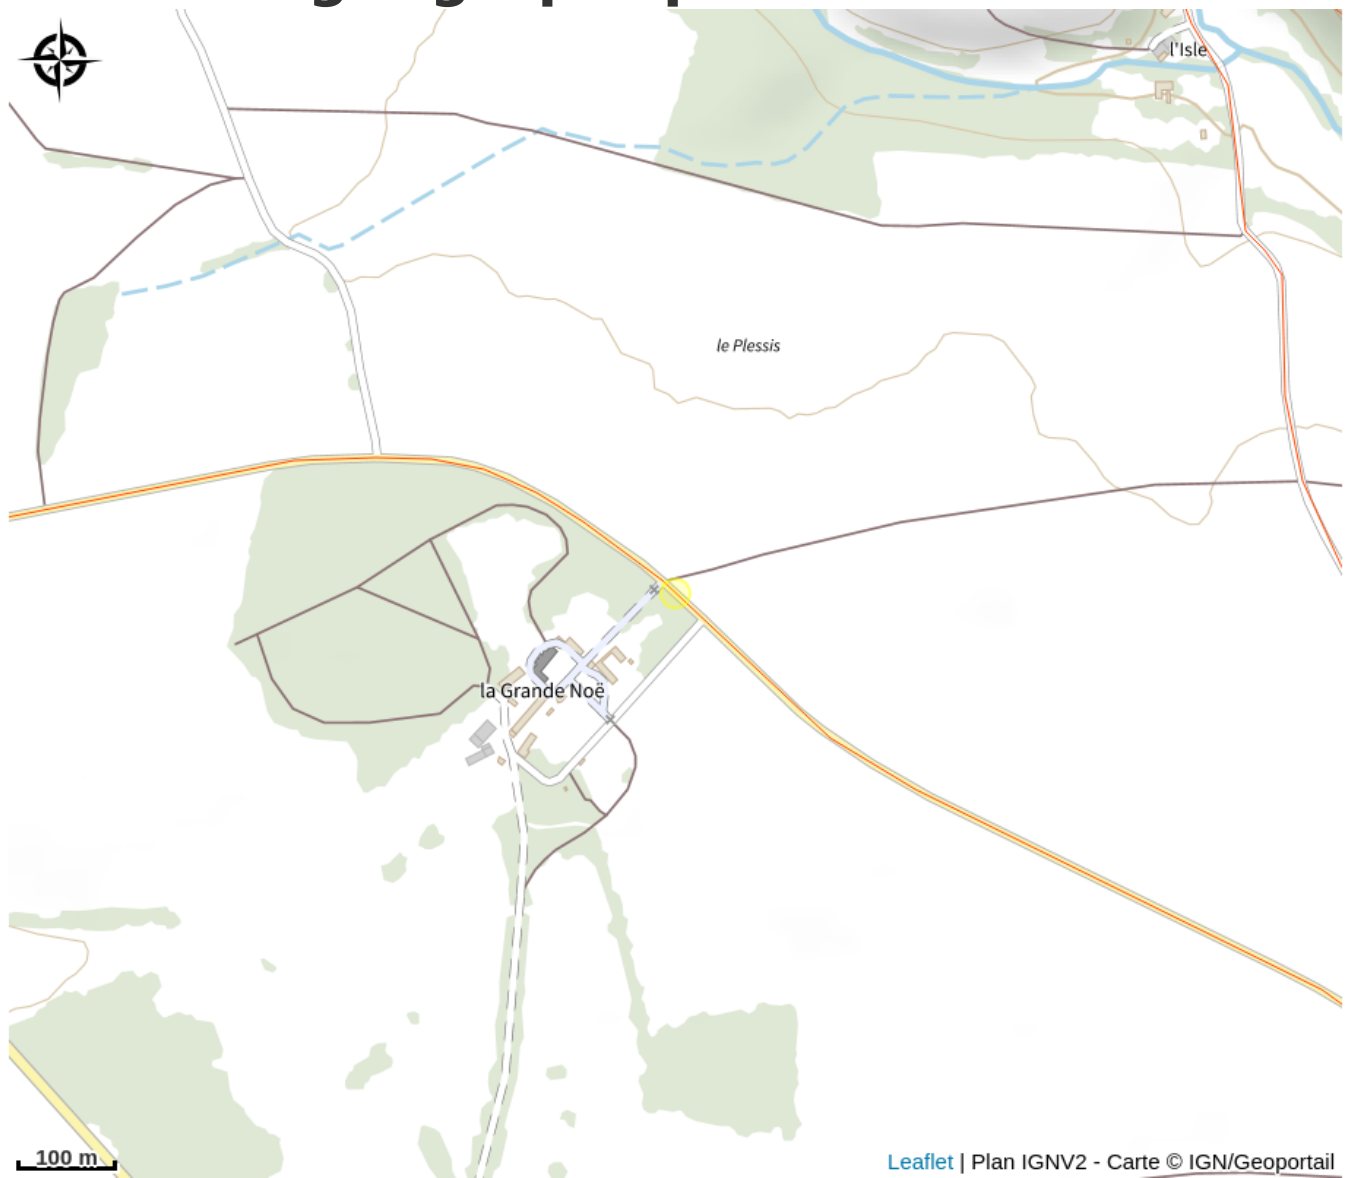 l'Isle
le Plessis
la Grande Noë
100 m
Leaflet | Plan IGNV2 - Carte © IGN/Geoportail